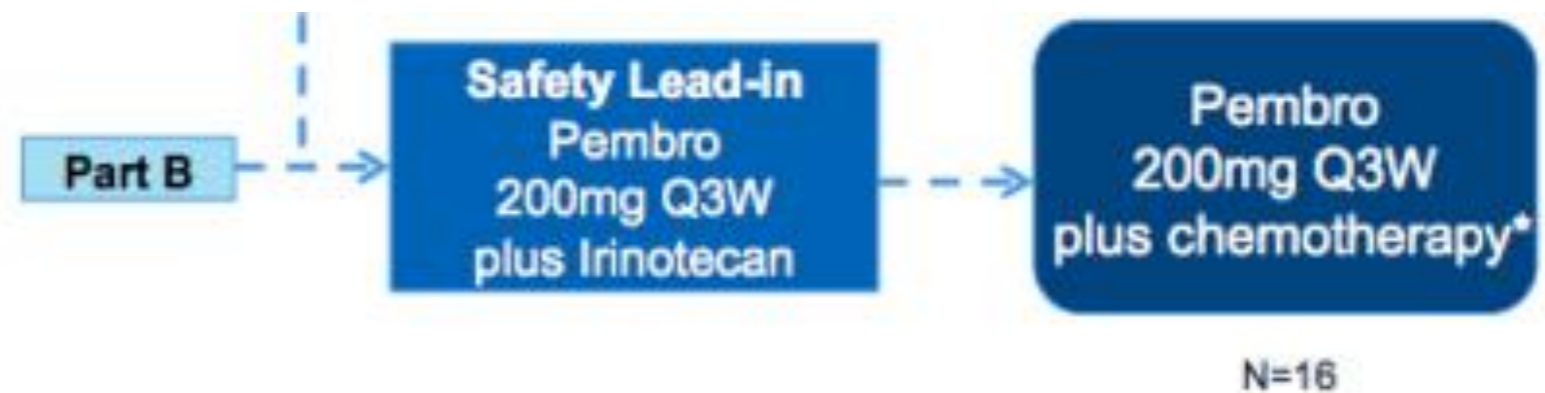 Part B
Safety Lead-in
Pembro
200mg Q3W
plus Irinotecan
Pembro
200mg Q3W
plus chemotherapy*
N=16